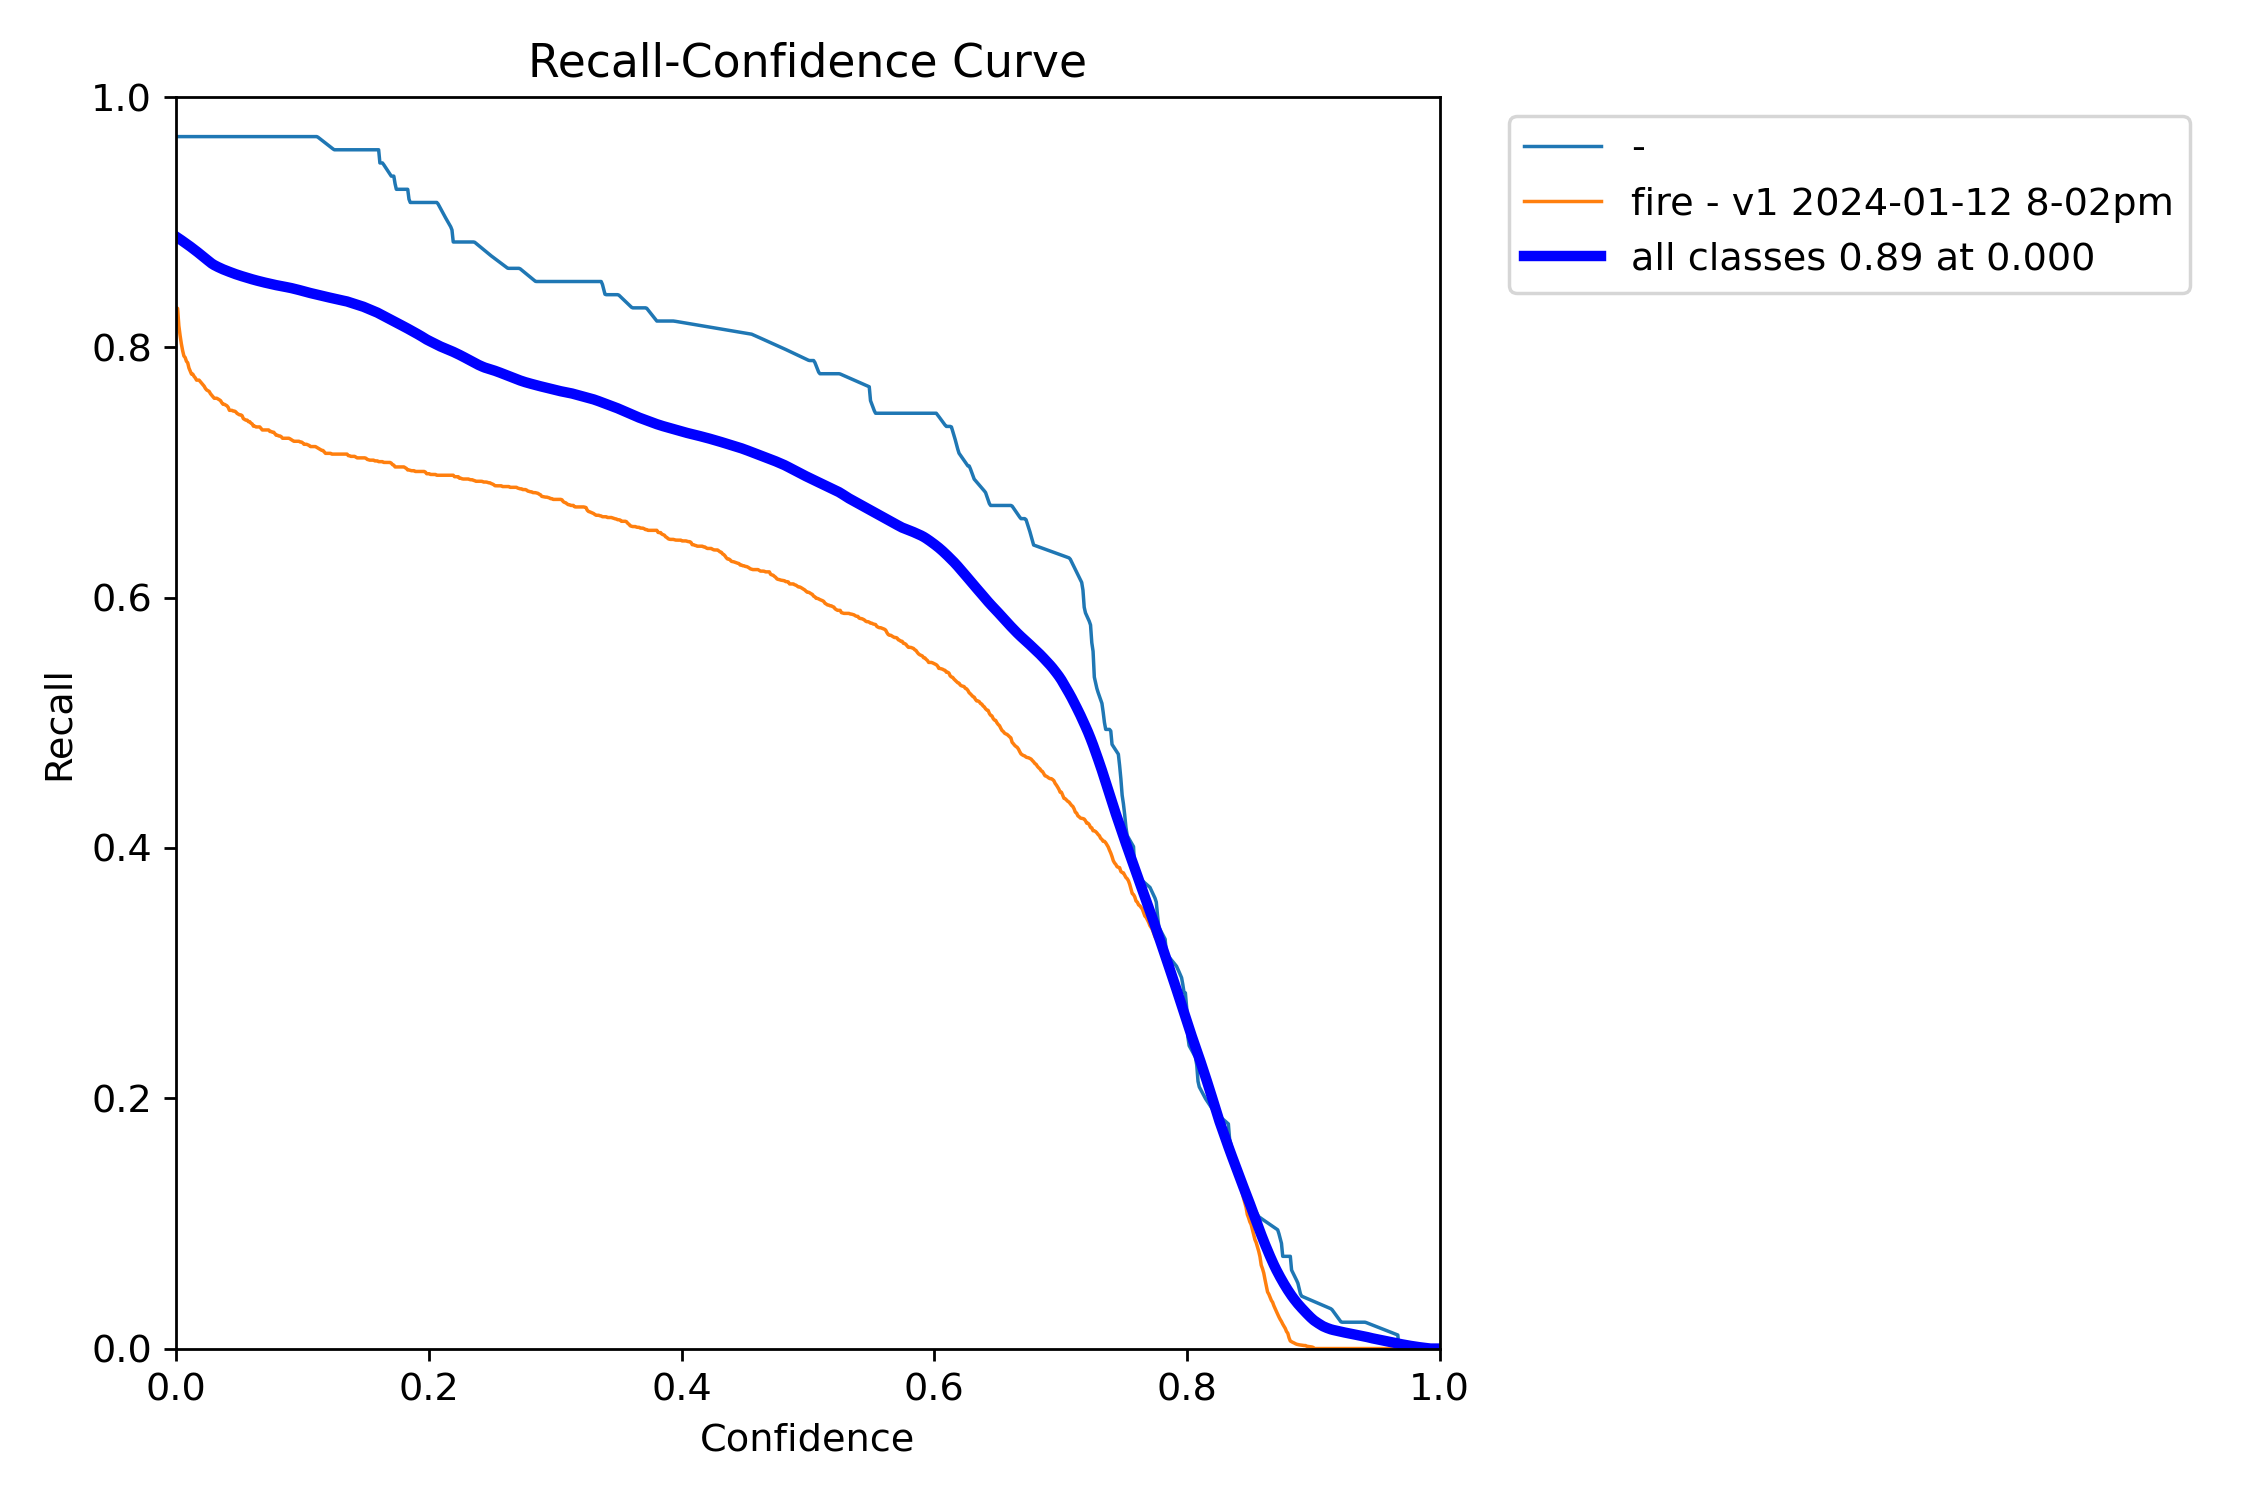 Recall-Confidence Curve
1.0
0.8
0.6
0.4
0.2
0.0
Recall
0.0 0.2 0.4 0.6 0.8 1.0
Confidence
-
fire - v1 2024-01-12 8-02pm
all classes 0.89 at 0.000